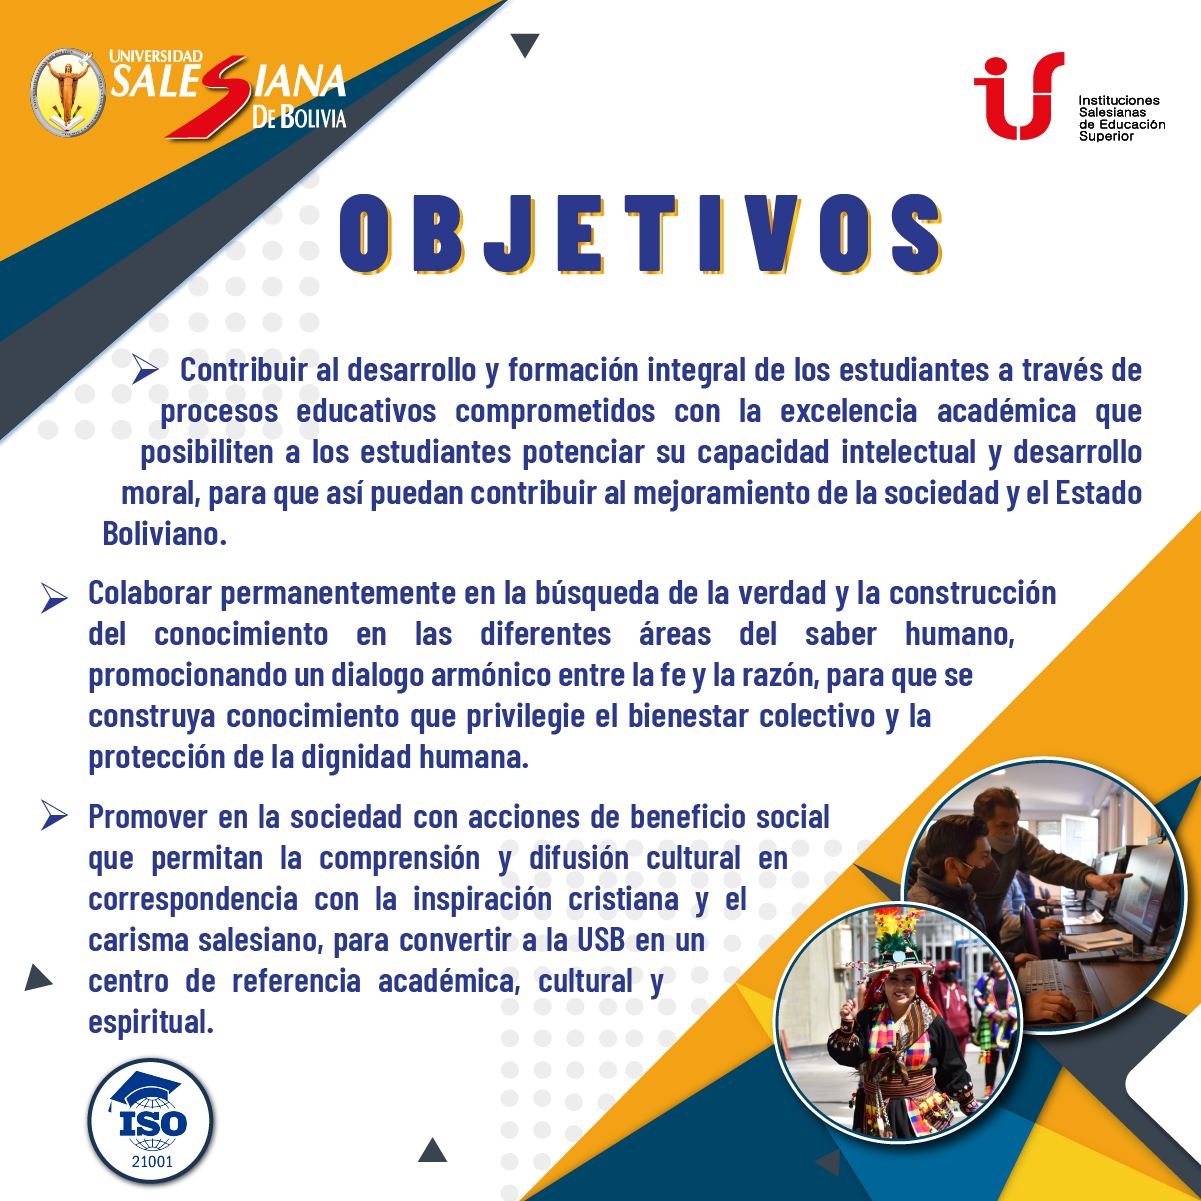 UNIVERSIDAD
SALESIANA
DE BOLIVIA
Instituciones
Salesianas
de Educación
Superior
OBJETIVOS
Contribuir al desarrollo y formación integral de los estudiantes a través de
procesos educativos comprometidos con la excelencia académica que
posibiliten a los estudiantes potenciar su capacidad intelectual y desarrollo
moral, para que así puedan contribuir al mejoramiento de la sociedad y el Estado
Boliviano.
Colaborar permanentemente en la búsqueda de la verdad y la construcción
del conocimiento en las diferentes áreas del saber humano,
promocionando un dialogo armónico entre la fe y la razón, para que se
construya conocimiento que privilegie el bienestar colectivo y la
protección de la dignidad humana.
Promover en la sociedad con acciones de beneficio social
que permitan la comprensión y difusión cultural en
correspondencia con la inspiración cristiana y el
carisma salesiano, para convertir a la USB en un
centro de referencia académica, cultural y
espiritual.
ISO
21001